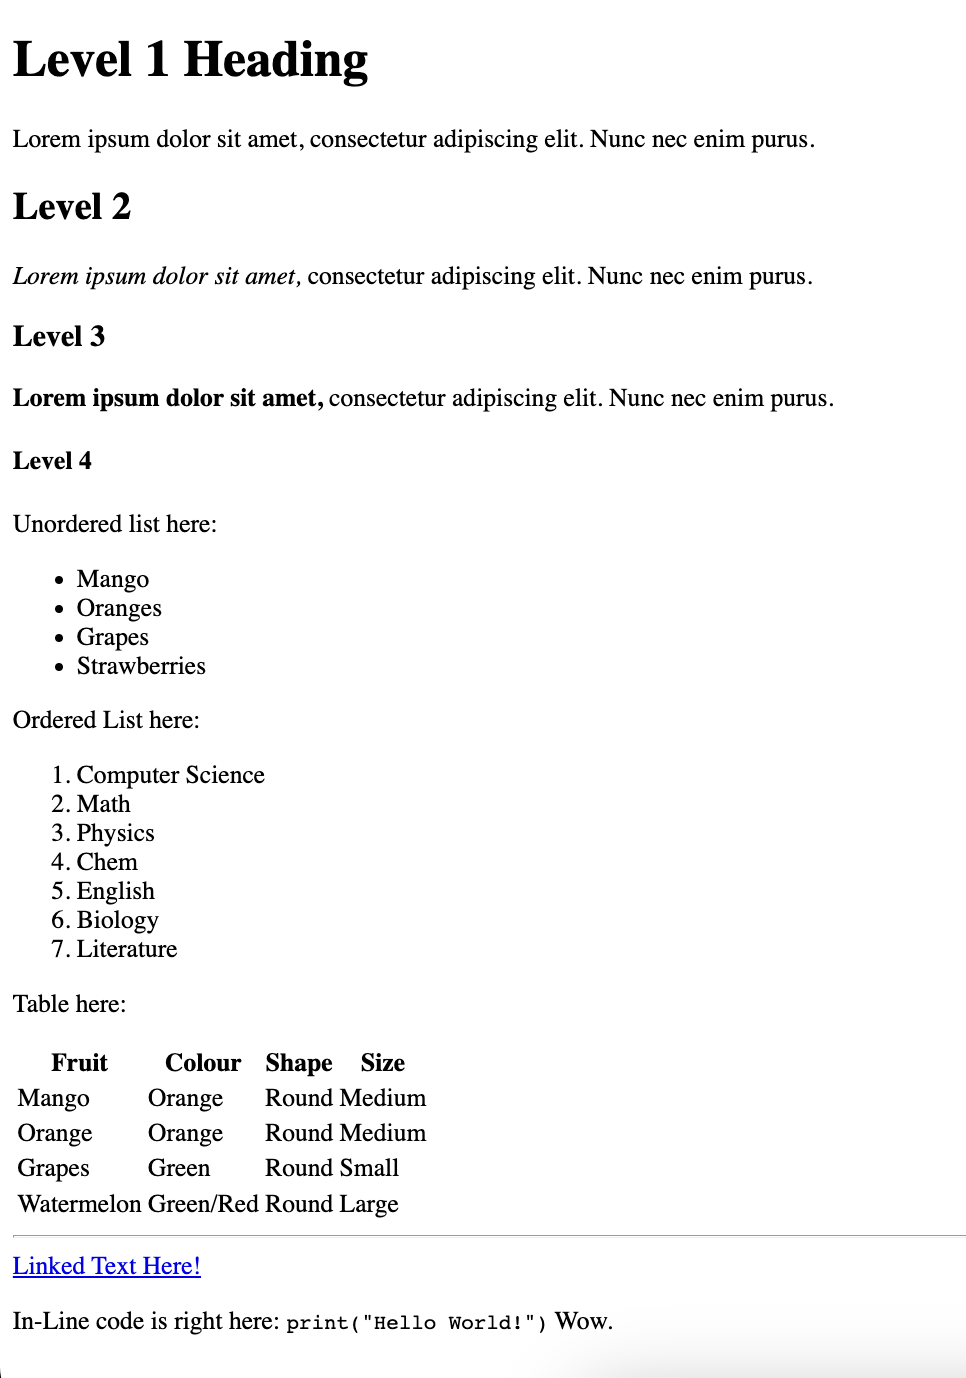 Level 1 Heading
Lorem ipsum dolor sit amet, consectetur adipiscing elit. Nunc nec enim purus.
Level 2
Lorem ipsum dolor sit amet, consectetur adipiscing elit. Nunc nec enim purus.
Level 3
Lorem ipsum dolor sit amet, consectetur adipiscing elit. Nunc nec enim purus.
Level 4
Unordered list here:
• Mango
• Oranges
• Grapes
• Strawberries
Ordered List here:
1. Computer Science
2. Math
3. Physics
4. Chem
5. English
6. Biology
7. Literature
Table here:
Fruit Colour Shape Size
Mango Orange Round Medium
Orange Orange Round Medium
Grapes Green Round Small
Watermelon Green/Red Round Large
Linked Text Here!
In-Line code is right here: print("Hello World!") Wow.